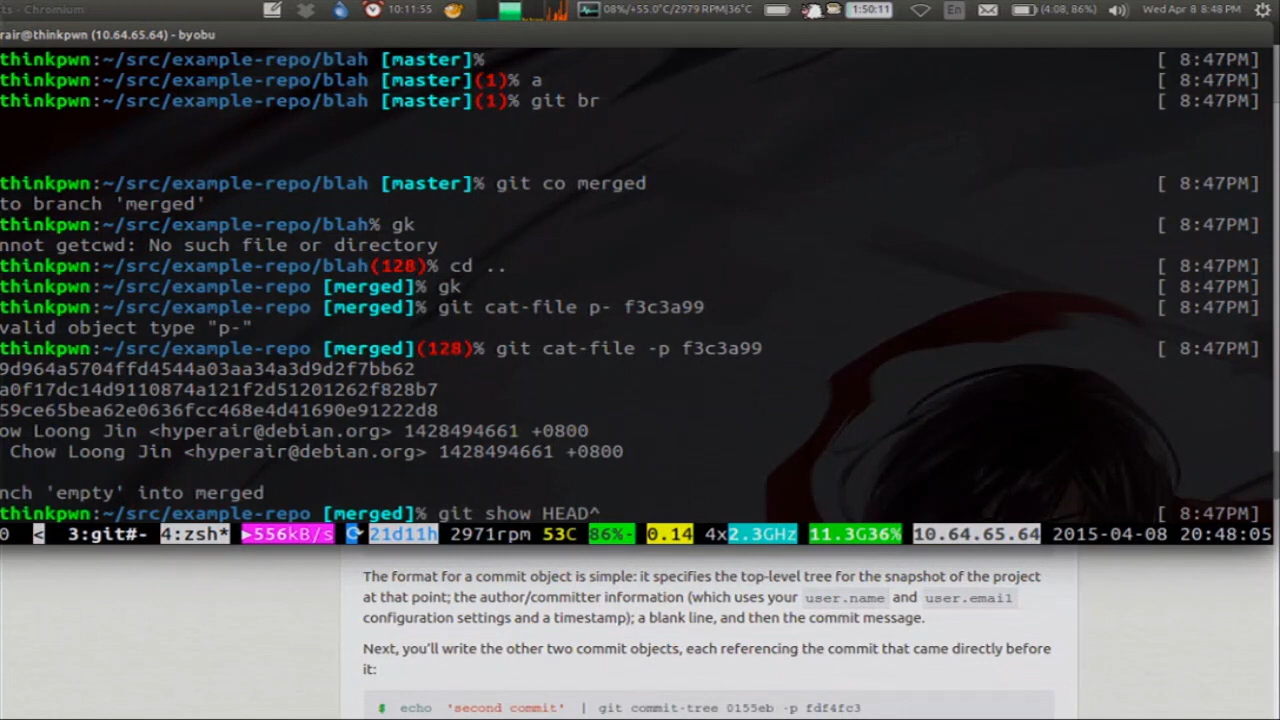 ts - Chromium
10:11:55
08%/+55.0°C/2979 RPM|36°C
1:50:11
En
(4:08, 86%)
Wed Apr 8 8:48 PM
rair@thinkpwn (10.64.65.64) - byobu
thinkpwn:~/src/example-repo/blah [master]% [ 8:47PM]
thinkpwn:~/src/example-repo/blah [master](1)% a [ 8:47PM]
thinkpwn:~/src/example-repo/blah [master](1)% git br [ 8:47PM]
thinkpwn:~/src/example-repo/blah [master]% git co merged [ 8:47PM]
to branch 'merged'
thinkpwn:~/src/example-repo/blah% gk [ 8:47PM]
nnot getcwd: No such file or directory
thinkpwn:~/src/example-repo/blah(128)% cd .. [ 8:47PM]
thinkpwn:~/src/example-repo [merged]% gk [ 8:47PM]
thinkpwn:~/src/example-repo [merged]% git cat-file p- f3c3a99 [ 8:47PM]
valid object type "p-"
thinkpwn:~/src/example-repo [merged](128)% git cat-file -p f3c3a99 [ 8:47PM]
9d964a5704ffd4544a03aa34a3d9d2f7bb62
a0f17dc14d9110874a121f2d51201262f828b7
59ce65bea62e0636fcc468e4d41690e91222d8
ow Loong Jin <hyperair@debian.org> 1428494661 +0800
Chow Loong Jin <hyperair@debian.org> 1428494661 +0800
nch 'empty' into merged
thinkpwn:~/src/example-repo [merged]% git show HEAD^ [ 8:47PM]
0 < 3:git#- 4:zsh* 556kB/s 21d11h 2971rpm 53C 86%- 0.14 4x2.3GHz 11.3G36% 10.64.65.64 2015-04-08 20:48:05
The format for a commit object is simple: it specifies the top-level tree for the snapshot of the project
at that point; the author/committer information (which uses your user.name and user.email
configuration settings and a timestamp); a blank line, and then the commit message.
Next, you'll write the other two commit objects, each referencing the commit that came directly before
it:
$ echo 'second commit' | git commit-tree 0155eb -p fdf4fc3